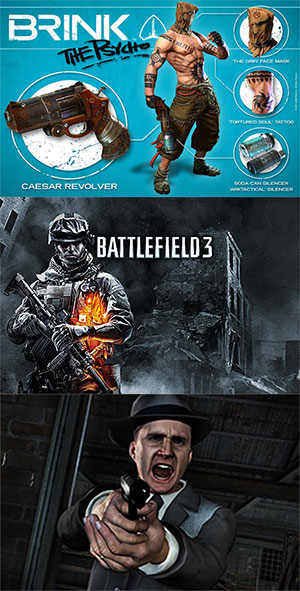 BRINK
THE PSYCHO
'THE GRIN' FACE MASK
'TORTURED SOUL' TATTOO
SODA CAN SILENCER
'ARKTACTICAL' SILENCER
CAESAR REVOLVER
BATTLEFIELD 3